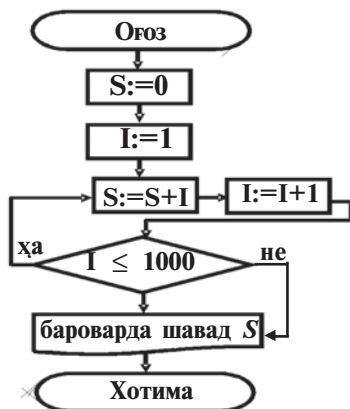 Оғоз
S:=0
I:=1
S:=S+I
I:=I+1
ҳа
I ≤ 1000
не
бароварда шавад S
Хотима